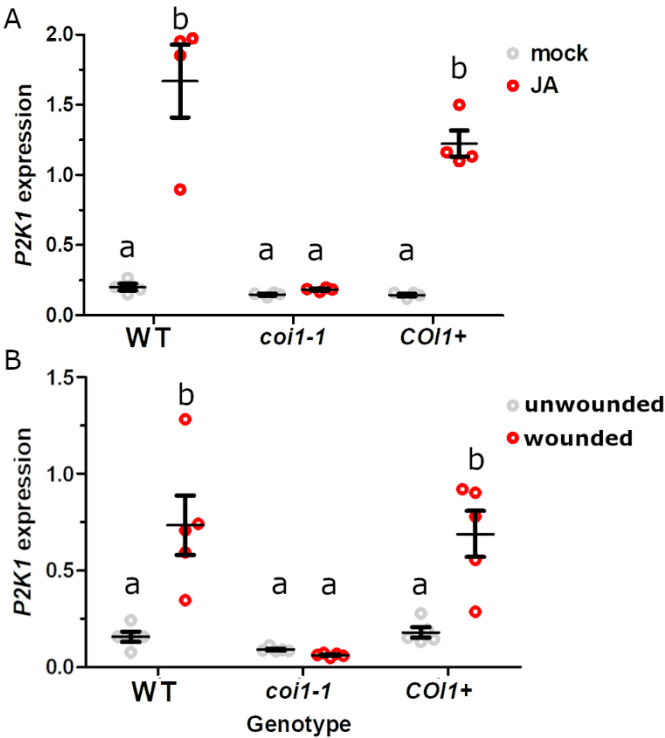 A
b
mock
JA
b
2.0
1.5
1.0
0.5
0.0
P2K1 expression
a
a
a
a
WT
coi1-1
COI1+
B
1.5
1.0
0.5
0.0
P2K1 expression
b
unwounded
wounded
b
a
a
a
a
WT
coi1-1
COI1+
Genotype